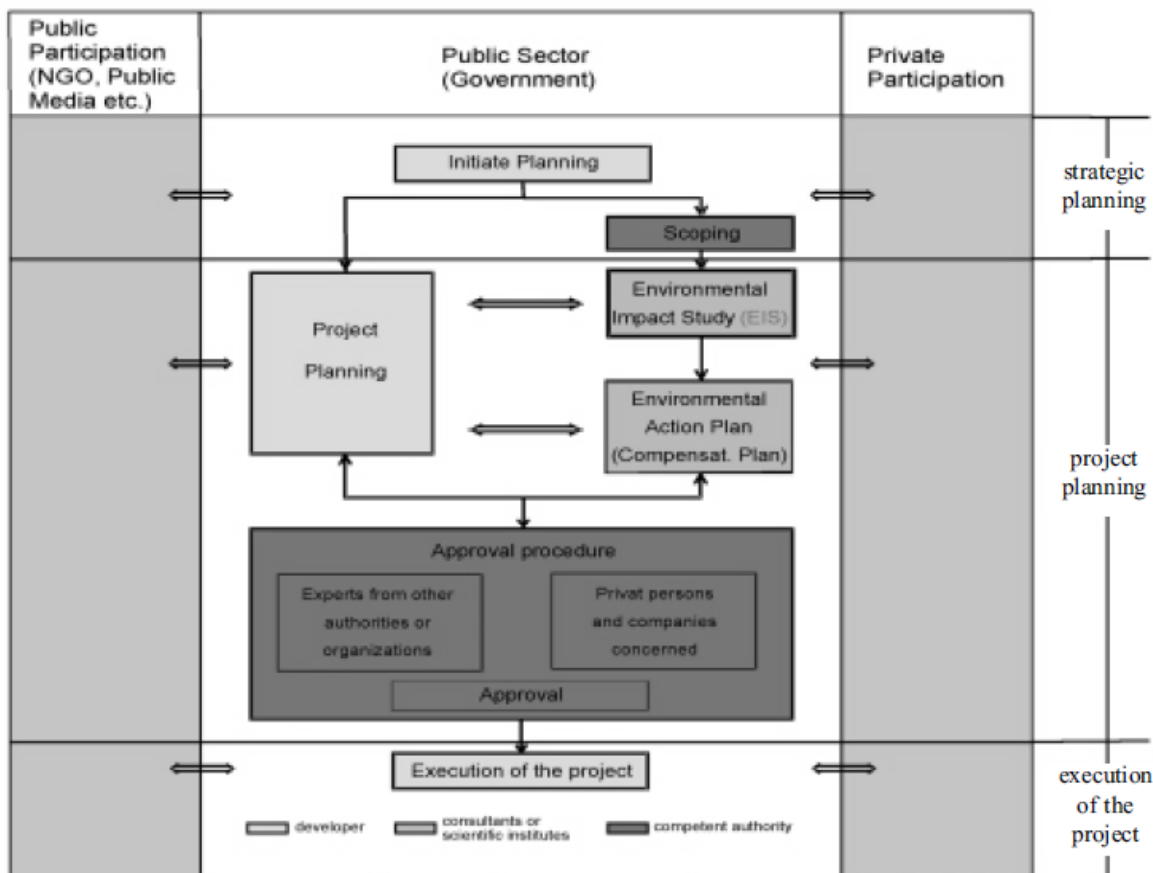 Public
Participation
(NGO, Public
Media etc.)
Public Sector
(Government)
Private
Participation
Initiate Planning
strategic
planning
Scoping
Environmental
Impact Study (EIS)
Project
Planning
Environmental
Action Plan
(Compensat. Plan)
project
planning
Approval procedure
Experts from other
authorities or
organizations
Privat persons
and companies
concerned
Approval
Execution of the project
execution
of the
project
developer
consultants or
scientific institutes
competent authority